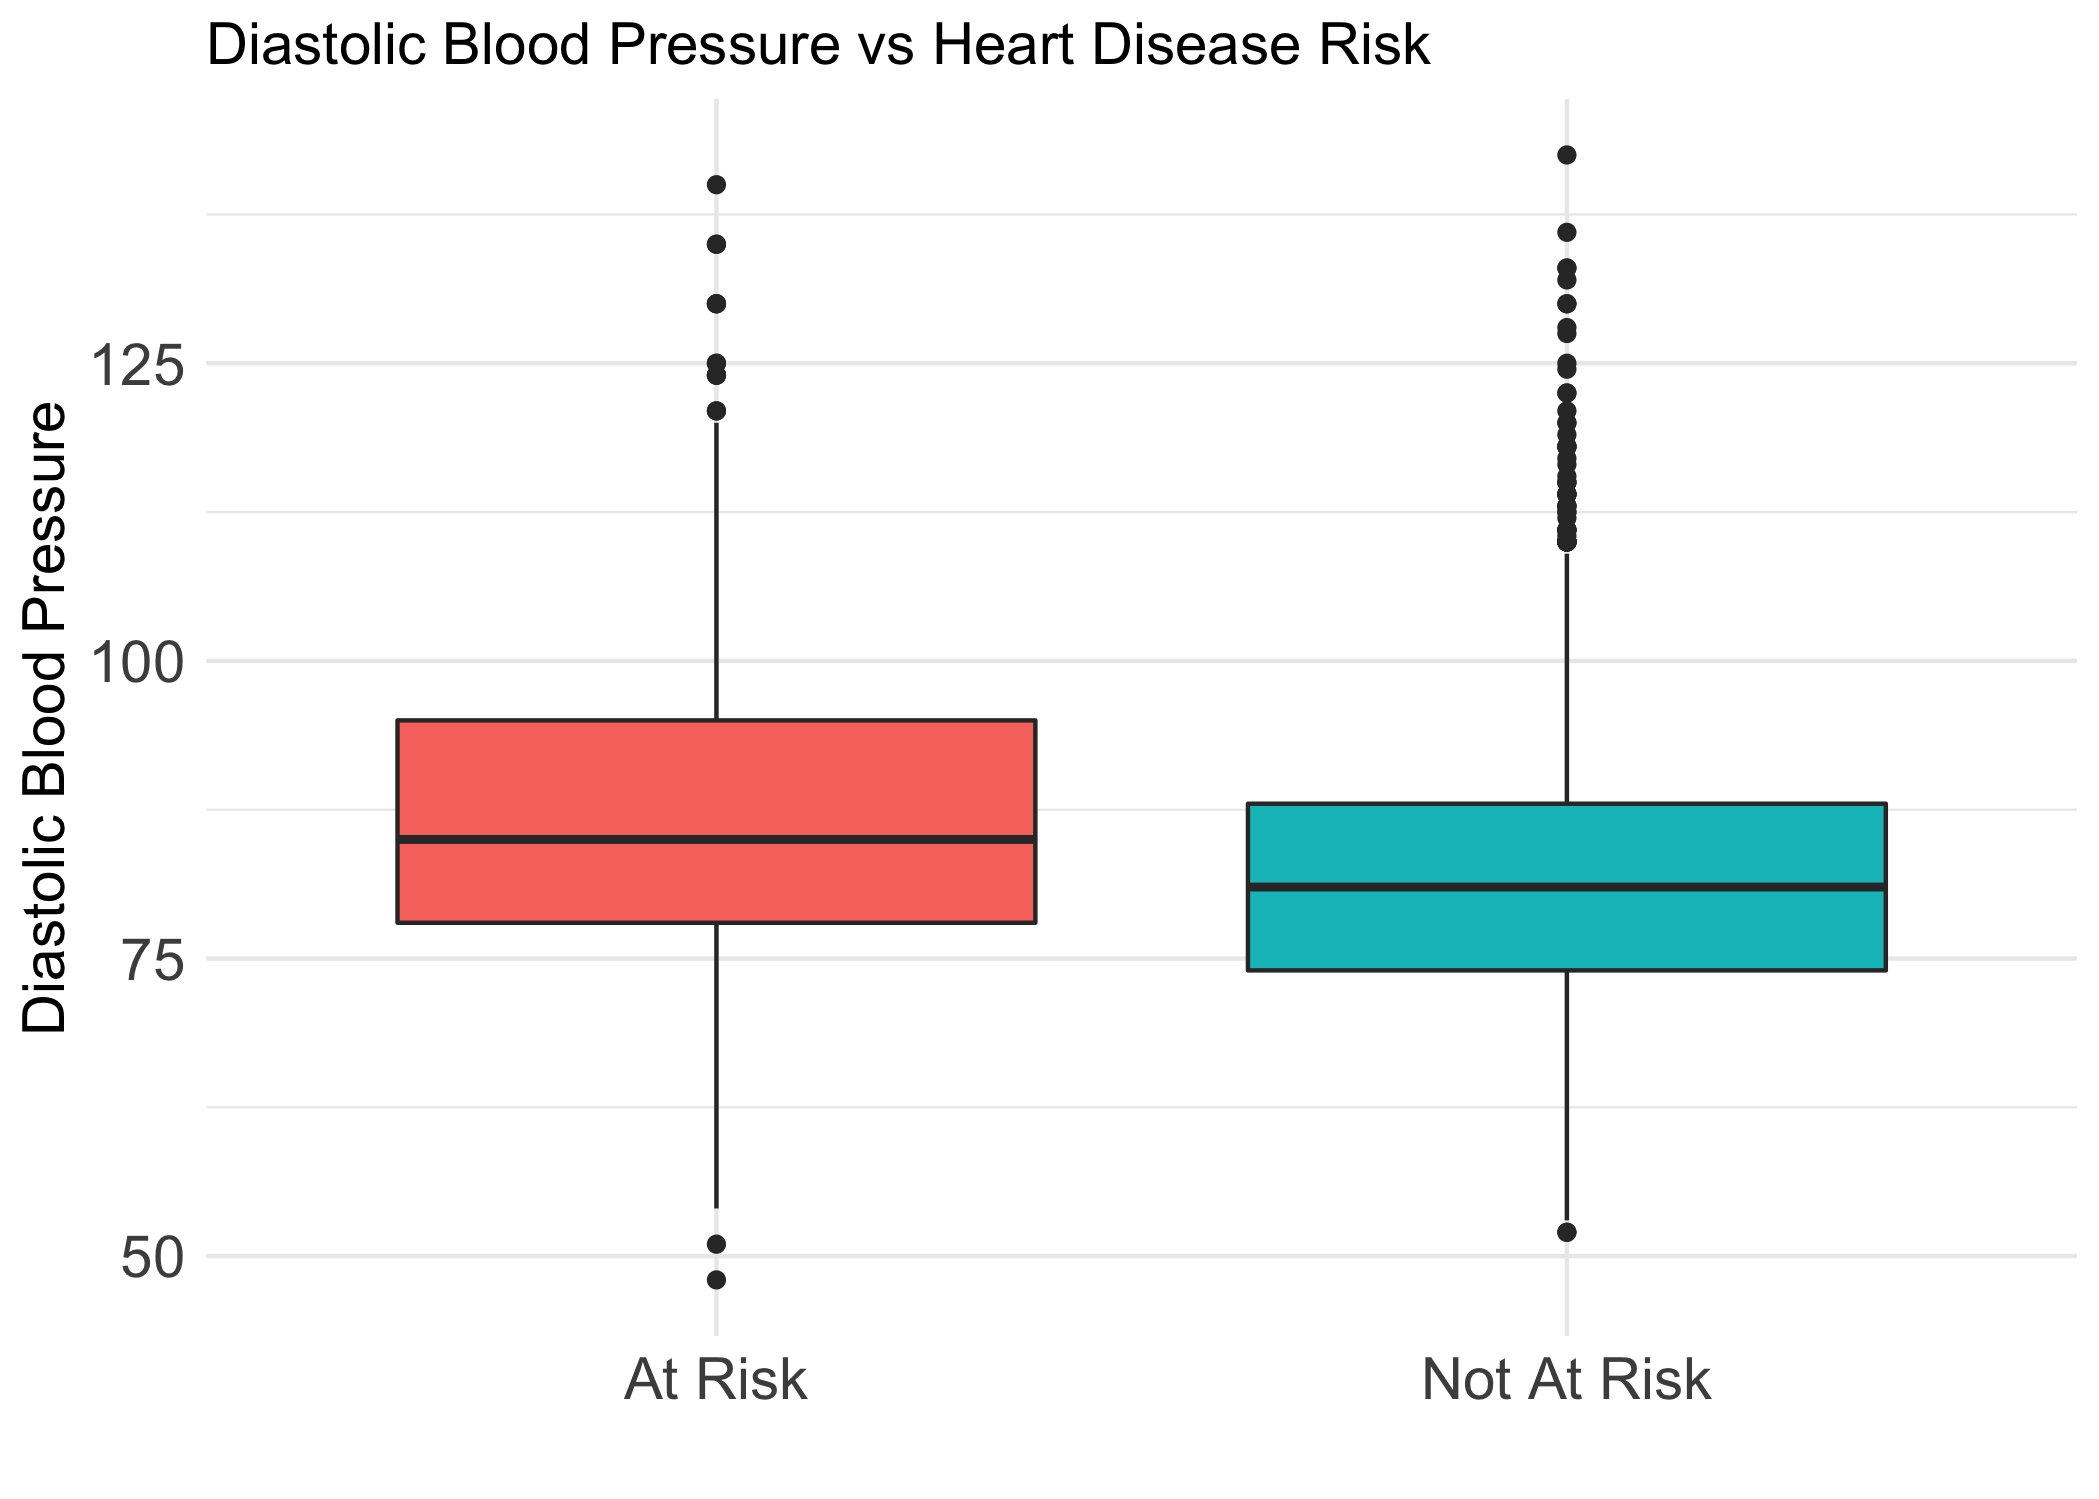 Diastolic Blood Pressure vs Heart Disease Risk
Diastolic Blood Pressure
125
100
75
50
At Risk
Not At Risk